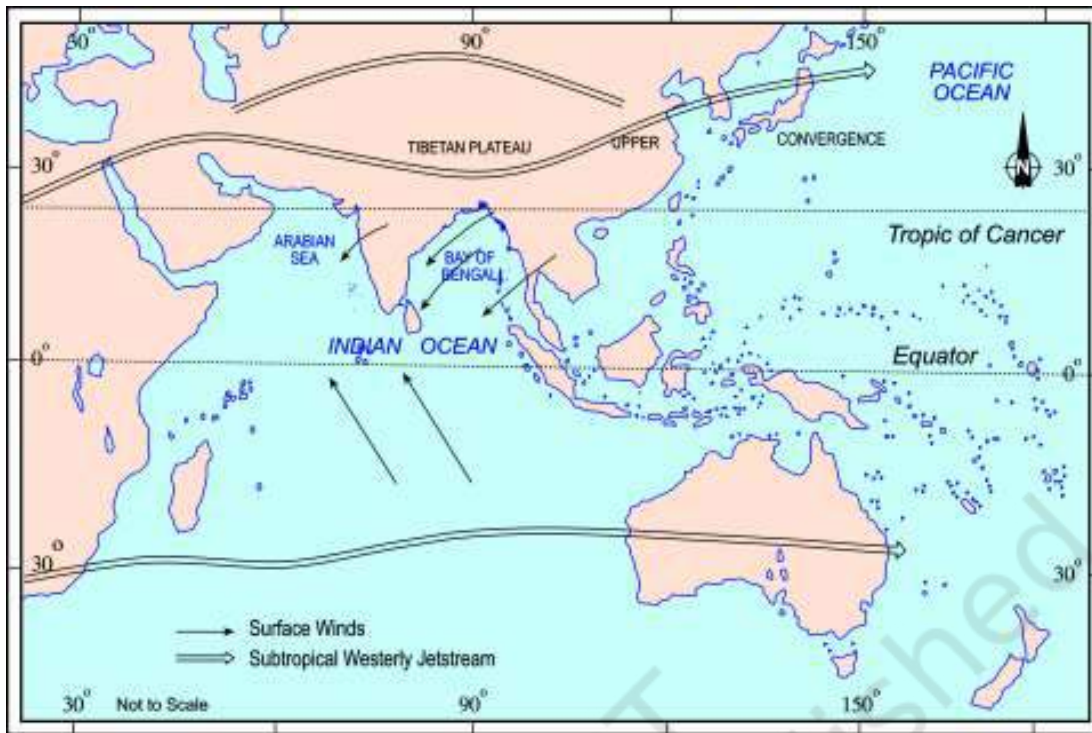 30°
90°
150°
PACIFIC
OCEAN
TIBETAN PLATEAU
UPPER
CONVERGENCE
30°
30°
N
Tropic of Cancer
ARABIAN
SEA
BAY OF
BENGAL
INDIAN OCEAN
Equator
0°
0°
30°
30°
Surface Winds
Subtropical Westerly Jetstream
30°
Not to Scale
90°
150°